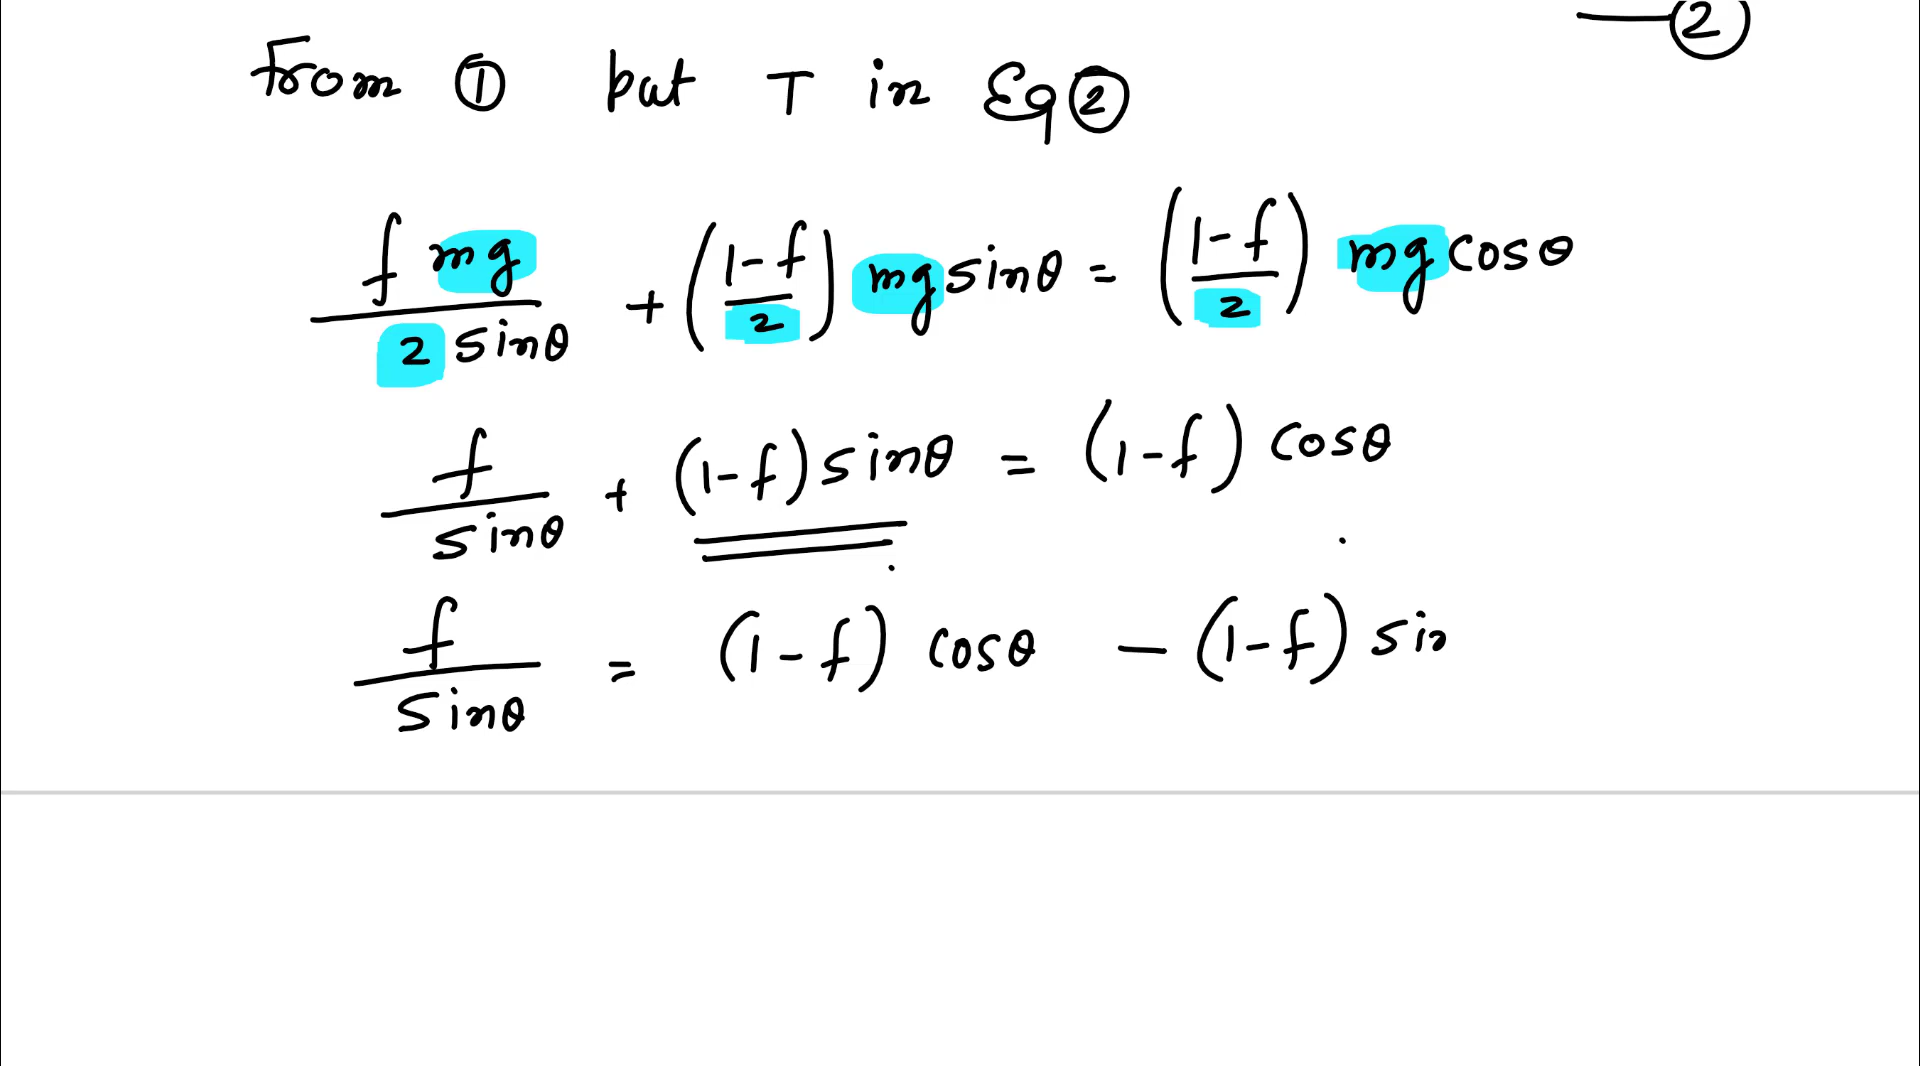 —②
From ① put T in Eq②
f mg / 2 sinθ + ((1-f)/2) mg sinθ = ((1-f)/2) mg cosθ
f / sinθ + (1-f) sinθ = (1-f) cosθ
f / sinθ = (1-f) cosθ - (1-f) sin